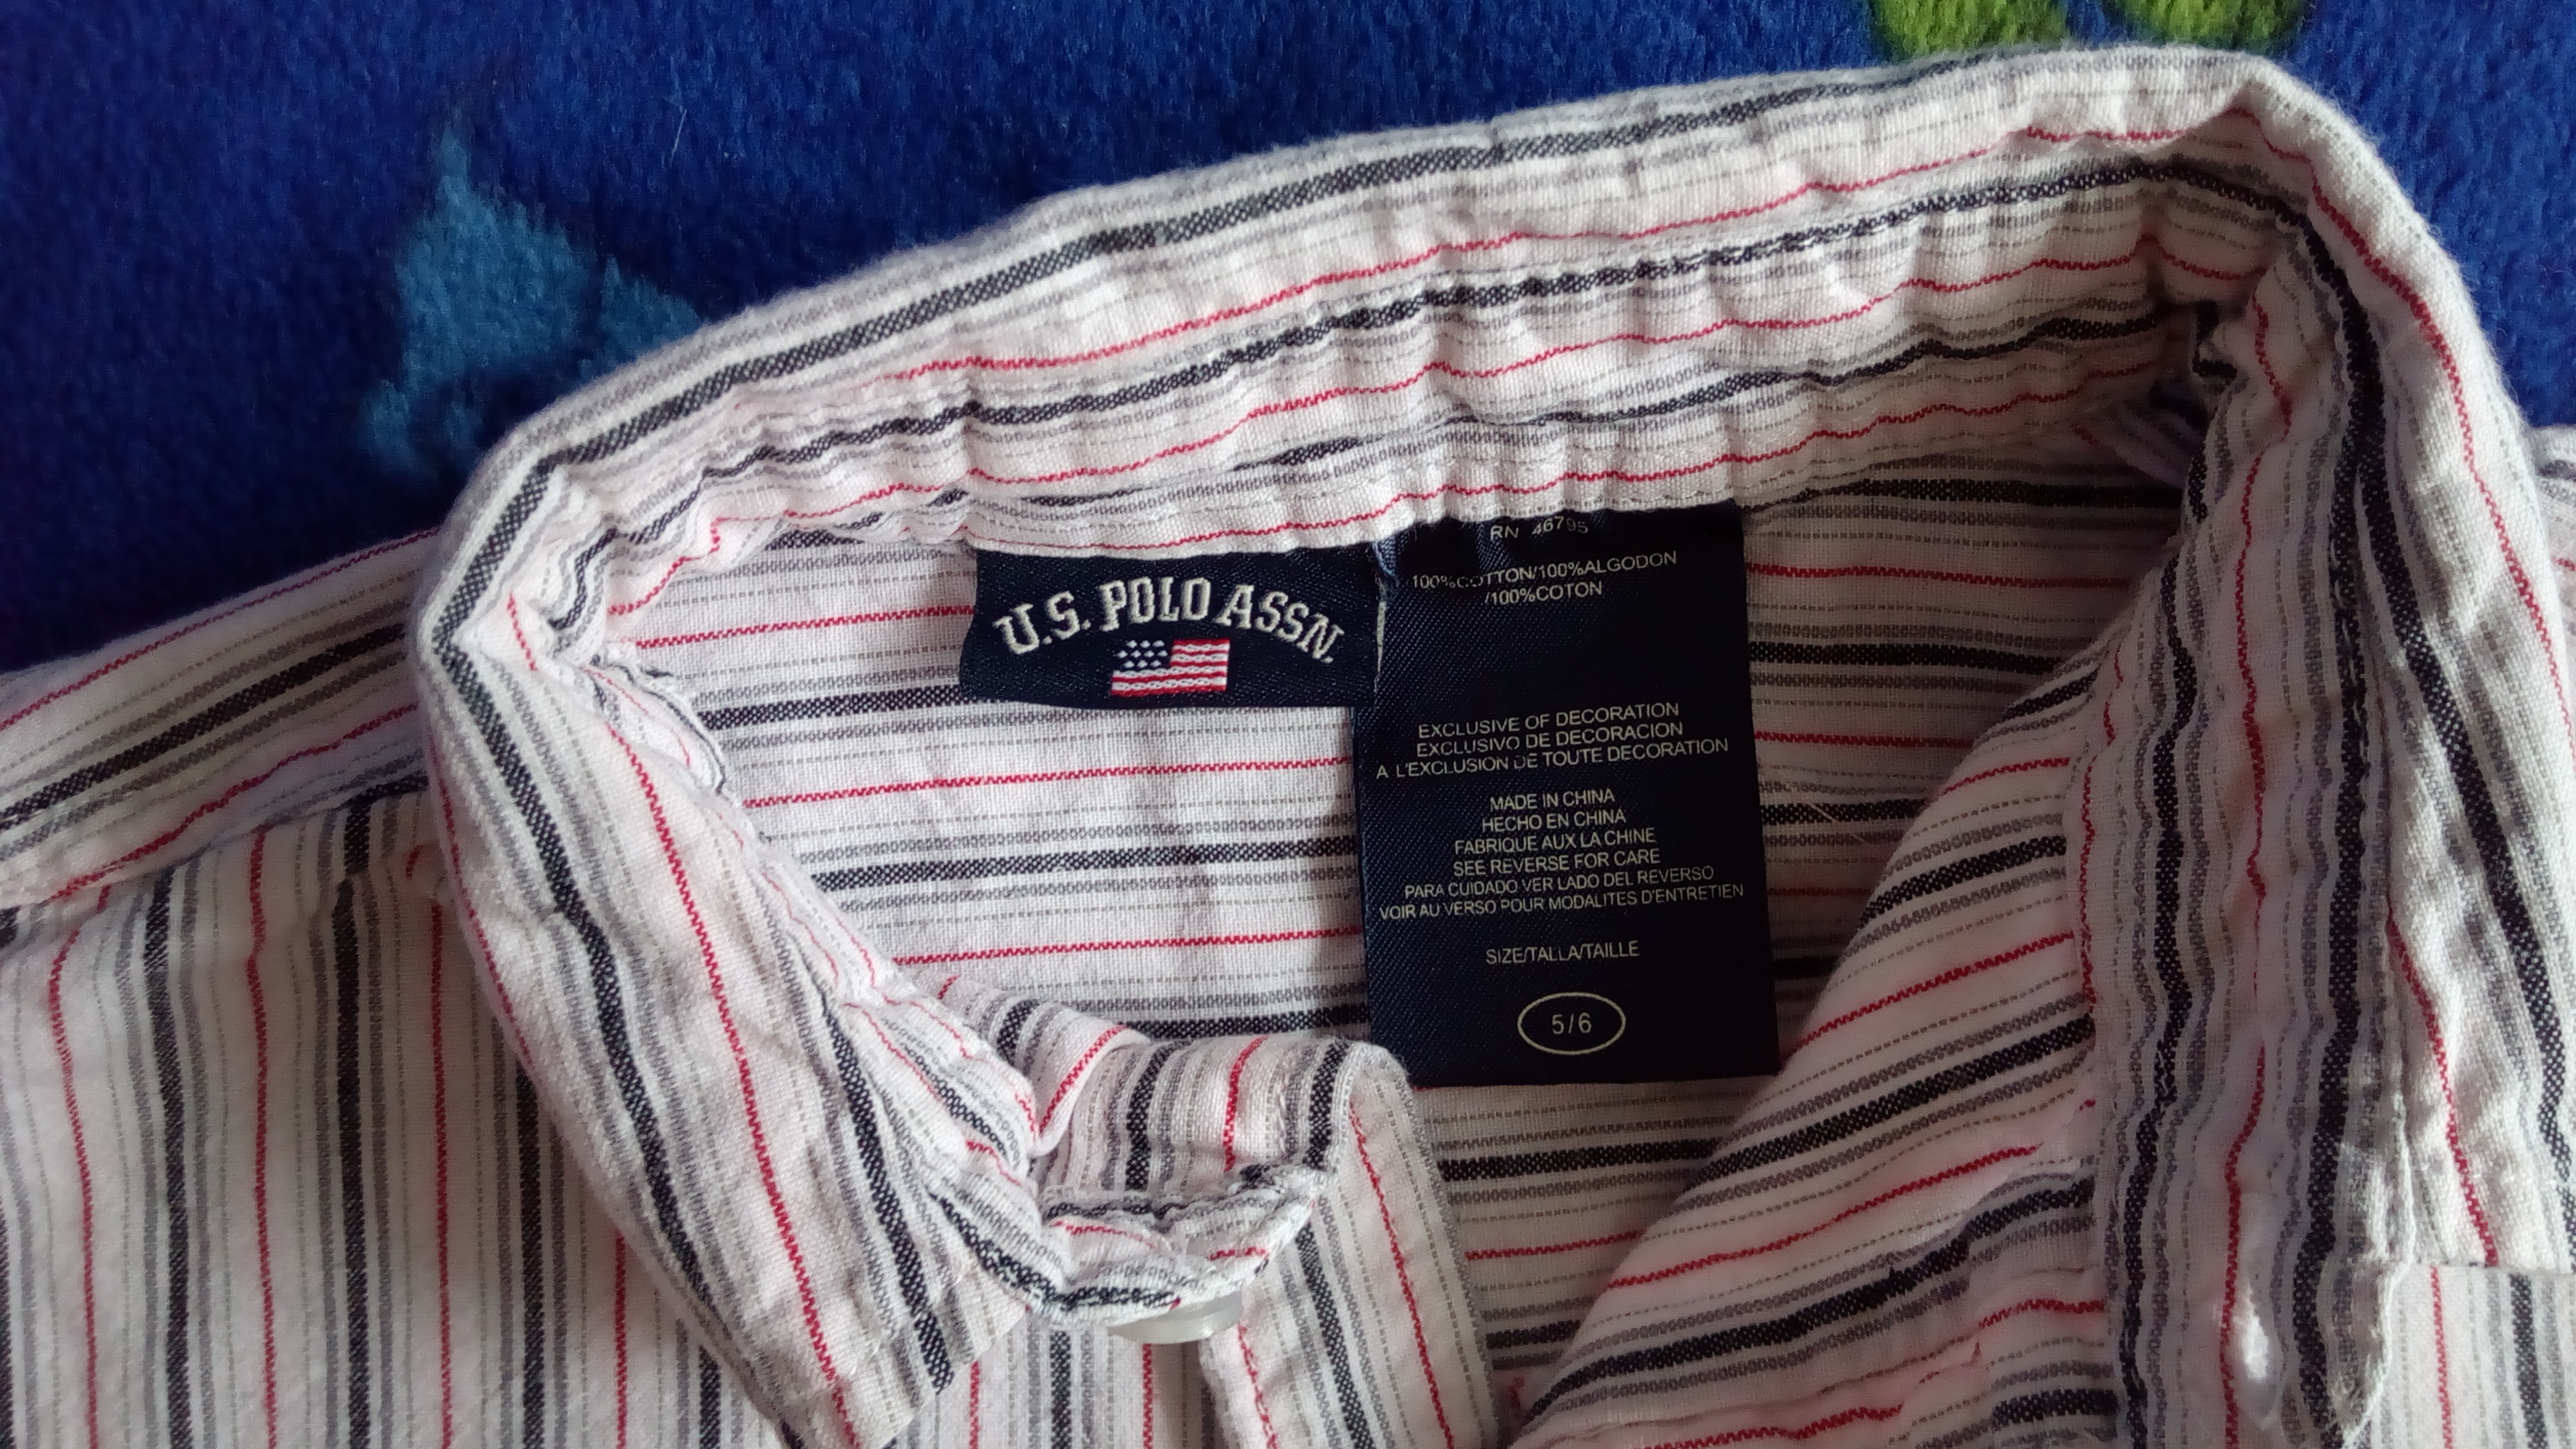 U.S. POLO ASSN.
RN 46795
100%COTTON/100%ALGODON
/100%COTON
EXCLUSIVE OF DECORATION
EXCLUSIVO DE DECORACION
A L'EXCLUSION DE TOUTE DECORATION
MADE IN CHINA
HECHO EN CHINA
FABRIQUE AUX LA CHINE
SEE REVERSE FOR CARE
PARA CUIDADO VER LADO DEL REVERSO
VOIR AU VERSO POUR MODALITES D'ENTRETIEN
SIZE/TALLA/TAILLE
5/6